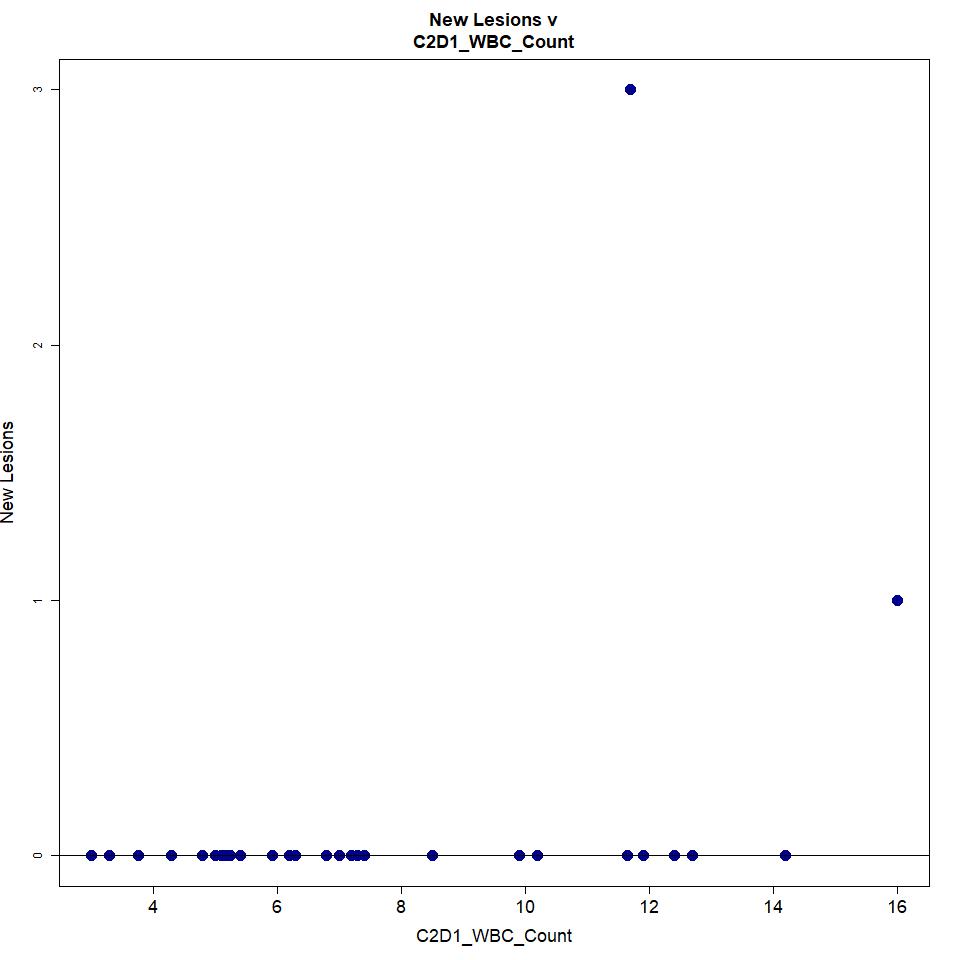 New Lesions v
C2D1_WBC_Count
3
2
1
0
New Lesions
4 6 8 10 12 14 16
C2D1_WBC_Count